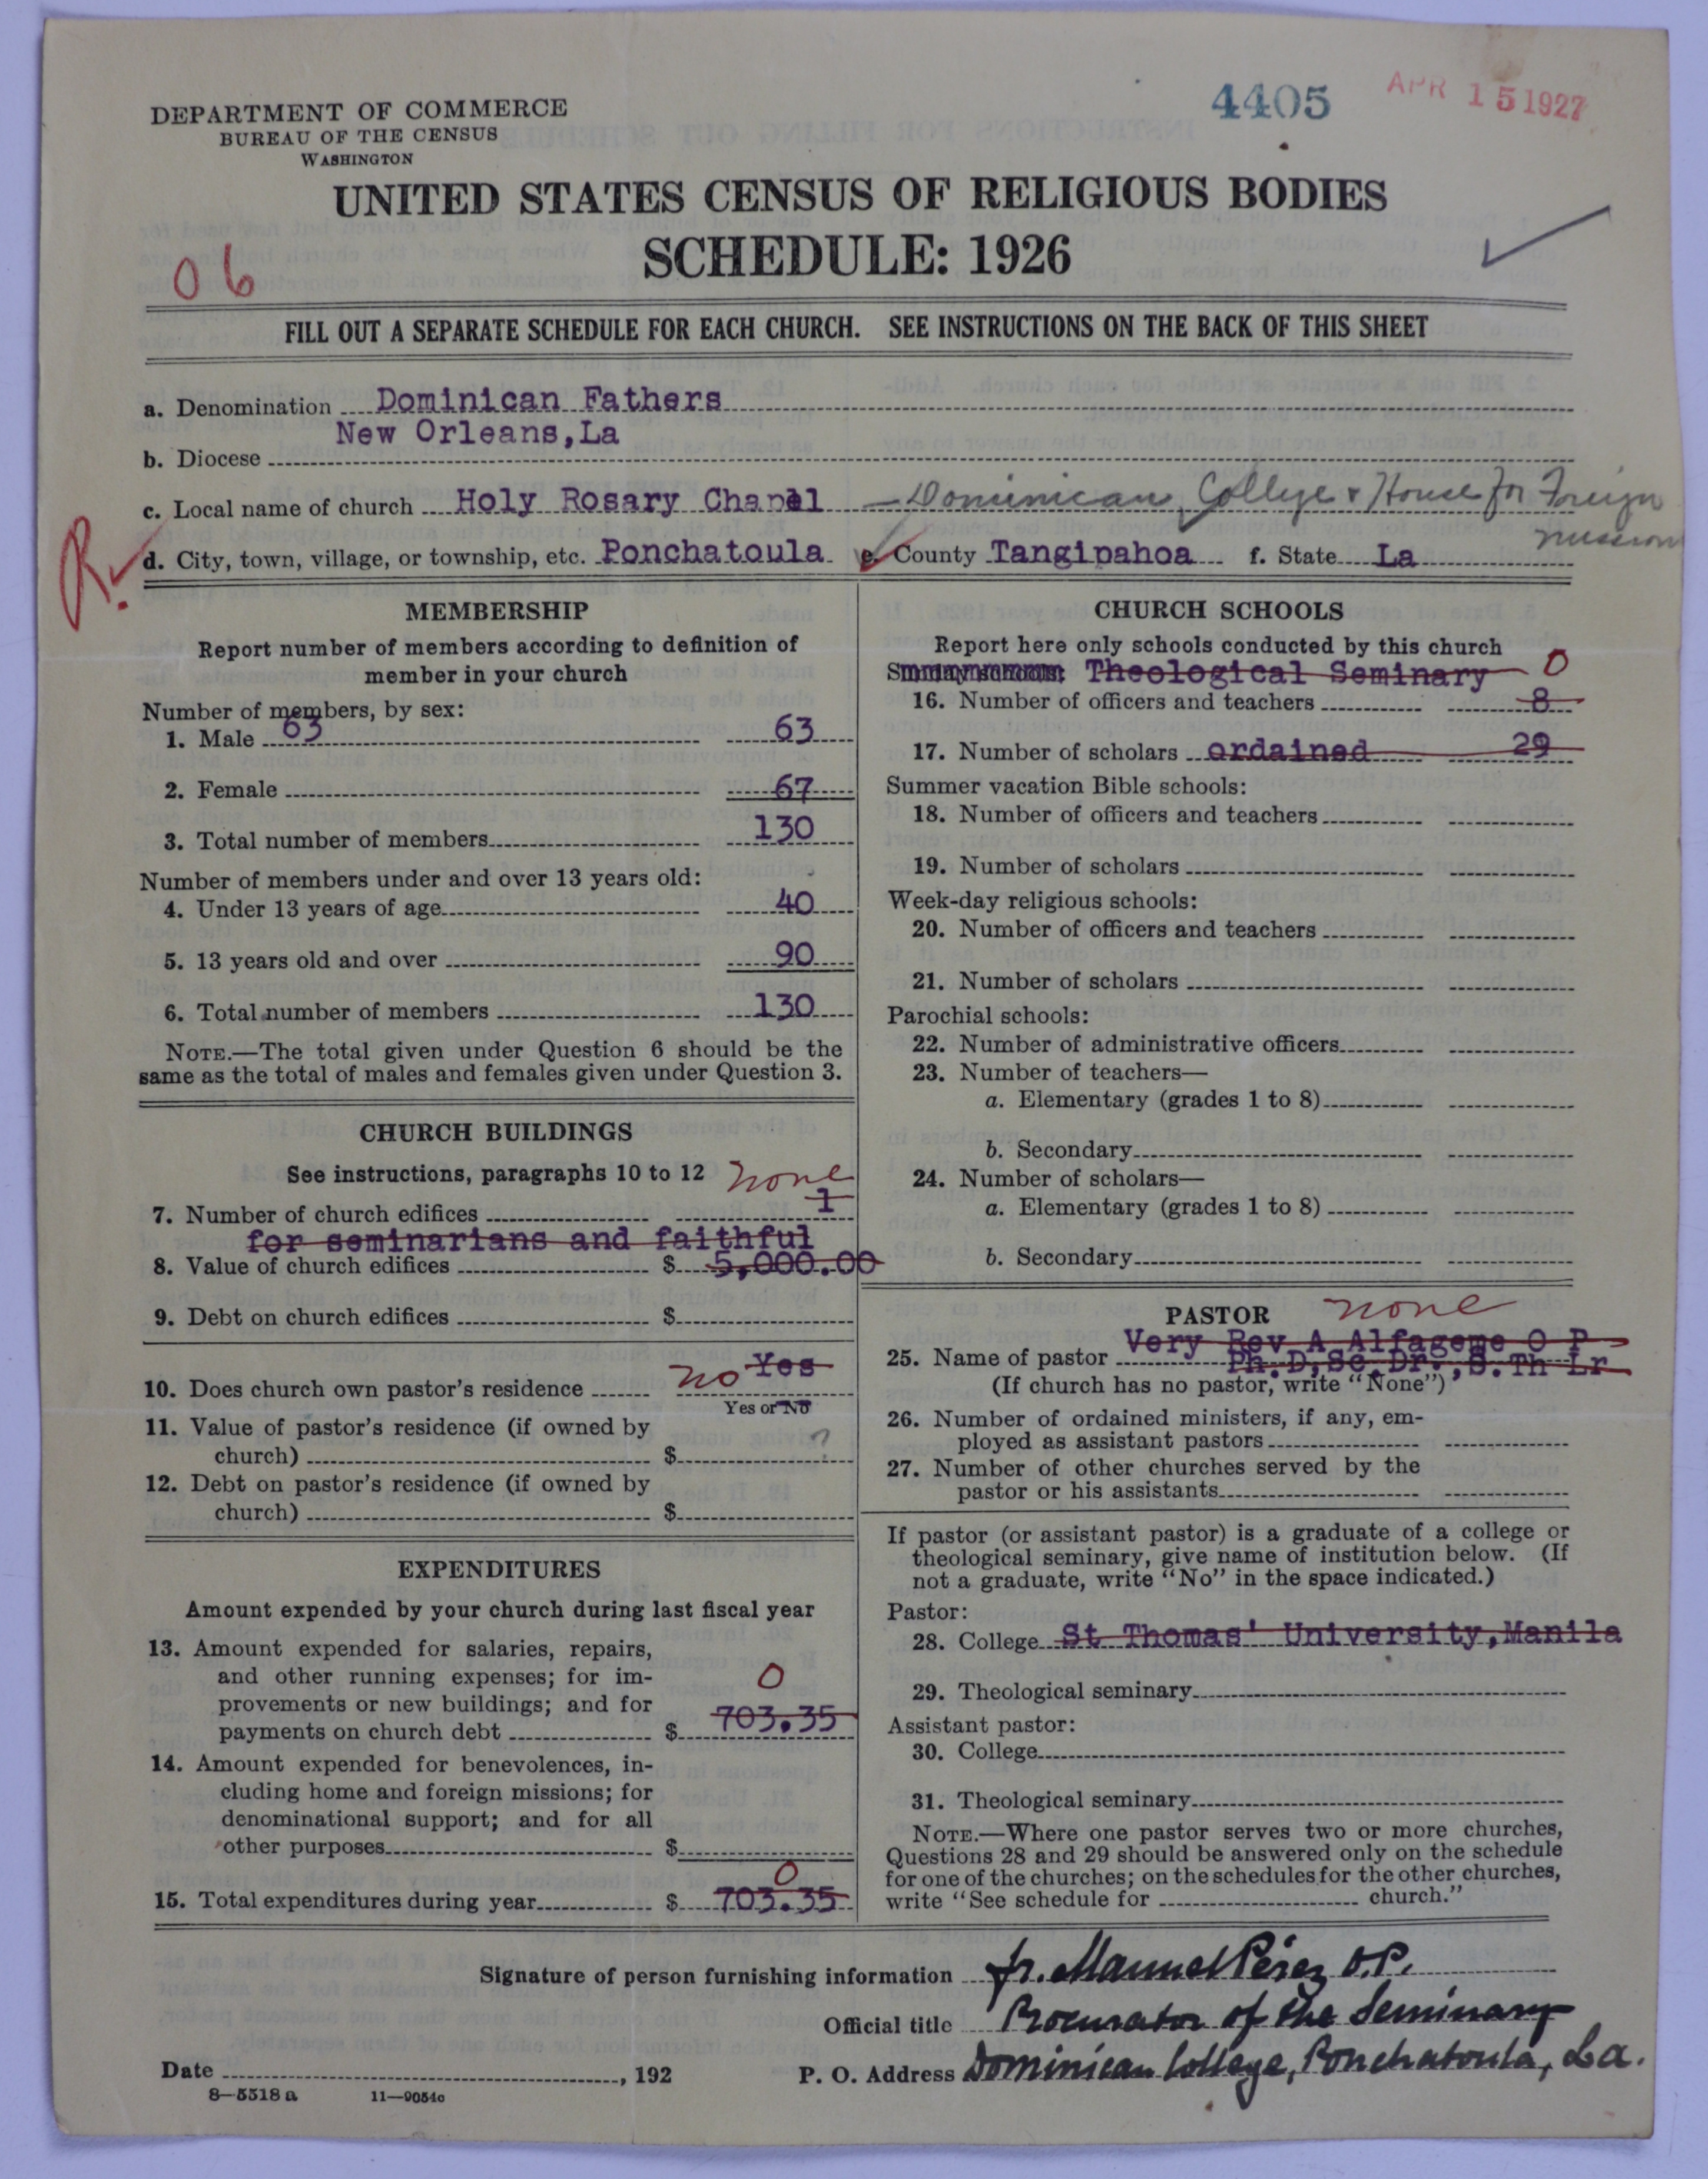 4405
APR 15 1927
DEPARTMENT OF COMMERCE
BUREAU OF THE CENSUS
WASHINGTON
UNITED STATES CENSUS OF RELIGIOUS BODIES
SCHEDULE: 1926
06
FILL OUT A SEPARATE SCHEDULE FOR EACH CHURCH. SEE INSTRUCTIONS ON THE BACK OF THIS SHEET
a. Denomination Dominican Fathers
New Orleans,La
b. Diocese
c. Local name of church Holy Rosary Chapel – Dominican College & House for Foreign
mission
R. d. City, town, village, or township, etc. Ponchatoula e. County Tangipahoa f. State La
MEMBERSHIP
Report number of members according to definition of
member in your church
Number of members, by sex:
1. Male 63 63
2. Female 67
3. Total number of members 130
Number of members under and over 13 years old:
4. Under 13 years of age 40
5. 13 years old and over 90
6. Total number of members 130
NOTE.—The total given under Question 6 should be the
same as the total of males and females given under Question 3.
CHURCH BUILDINGS
See instructions, paragraphs 10 to 12 none
7. Number of church edifices 1
for seminarians and faithful
8. Value of church edifices $ 5,000.00
9. Debt on church edifices $
10. Does church own pastor's residence no Yes
Yes or No
11. Value of pastor's residence (if owned by
church) $ ?
12. Debt on pastor's residence (if owned by
church) $
EXPENDITURES
Amount expended by your church during last fiscal year
13. Amount expended for salaries, repairs,
and other running expenses; for im-
provements or new buildings; and for
payments on church debt $ 0 703.35
14. Amount expended for benevolences, in-
cluding home and foreign missions; for
denominational support; and for all
other purposes $
15. Total expenditures during year $ 0 703.35
CHURCH SCHOOLS
Report here only schools conducted by this church
Sunday schools: Theological Seminary 0
16. Number of officers and teachers 8
17. Number of scholars ordained 29
Summer vacation Bible schools:
18. Number of officers and teachers
19. Number of scholars
Week-day religious schools:
20. Number of officers and teachers
21. Number of scholars
Parochial schools:
22. Number of administrative officers
23. Number of teachers—
a. Elementary (grades 1 to 8)
b. Secondary
24. Number of scholars—
a. Elementary (grades 1 to 8)
b. Secondary
PASTOR none
Very Rev A Alfageme O P
25. Name of pastor Ph.D,Sc Dr.,S.Th Lr
(If church has no pastor, write "None")
26. Number of ordained ministers, if any, em-
ployed as assistant pastors
27. Number of other churches served by the
pastor or his assistants
If pastor (or assistant pastor) is a graduate of a college or
theological seminary, give name of institution below. (If
not a graduate, write "No" in the space indicated.)
Pastor:
28. College St Thomas' University,Manila
29. Theological seminary
Assistant pastor:
30. College
31. Theological seminary
NOTE.—Where one pastor serves two or more churches,
Questions 28 and 29 should be answered only on the schedule
for one of the churches; on the schedules for the other churches,
write "See schedule for church."
Signature of person furnishing information fr. Manuel Pérez O.P.
Official title Procurator of the Seminary
Date , 192 P. O. Address Dominican College, Ponchatoula, La.
8—5518 a 11—9054c